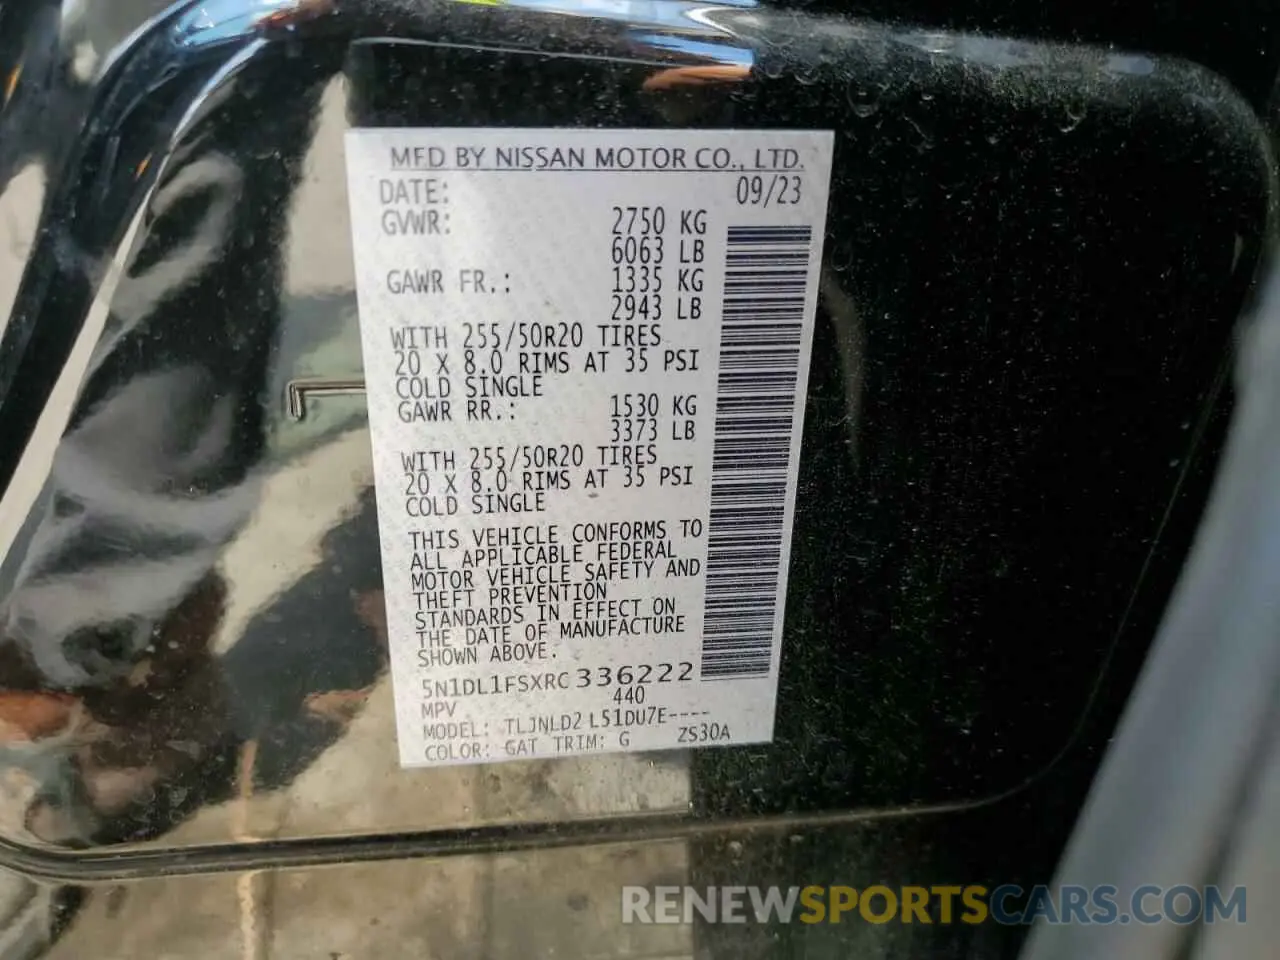 MFD BY NISSAN MOTOR CO., LTD.
DATE: 09/23
GVWR: 2750 KG
6063 LB
GAWR FR.: 1335 KG
2943 LB
WITH 255/50R20 TIRES
20 X 8.0 RIMS AT 35 PSI
COLD SINGLE
GAWR RR.: 1530 KG
3373 LB
WITH 255/50R20 TIRES
20 X 8.0 RIMS AT 35 PSI
COLD SINGLE
THIS VEHICLE CONFORMS TO
ALL APPLICABLE FEDERAL
MOTOR VEHICLE SAFETY AND
THEFT PREVENTION
STANDARDS IN EFFECT ON
THE DATE OF MANUFACTURE
SHOWN ABOVE.
5N1DL1FSXRC336222
MPV 440
MODEL: TLJNLD2 L51DU7E----
COLOR: GAT TRIM: G ZS30A
RENEWSPORTSCARS.COM